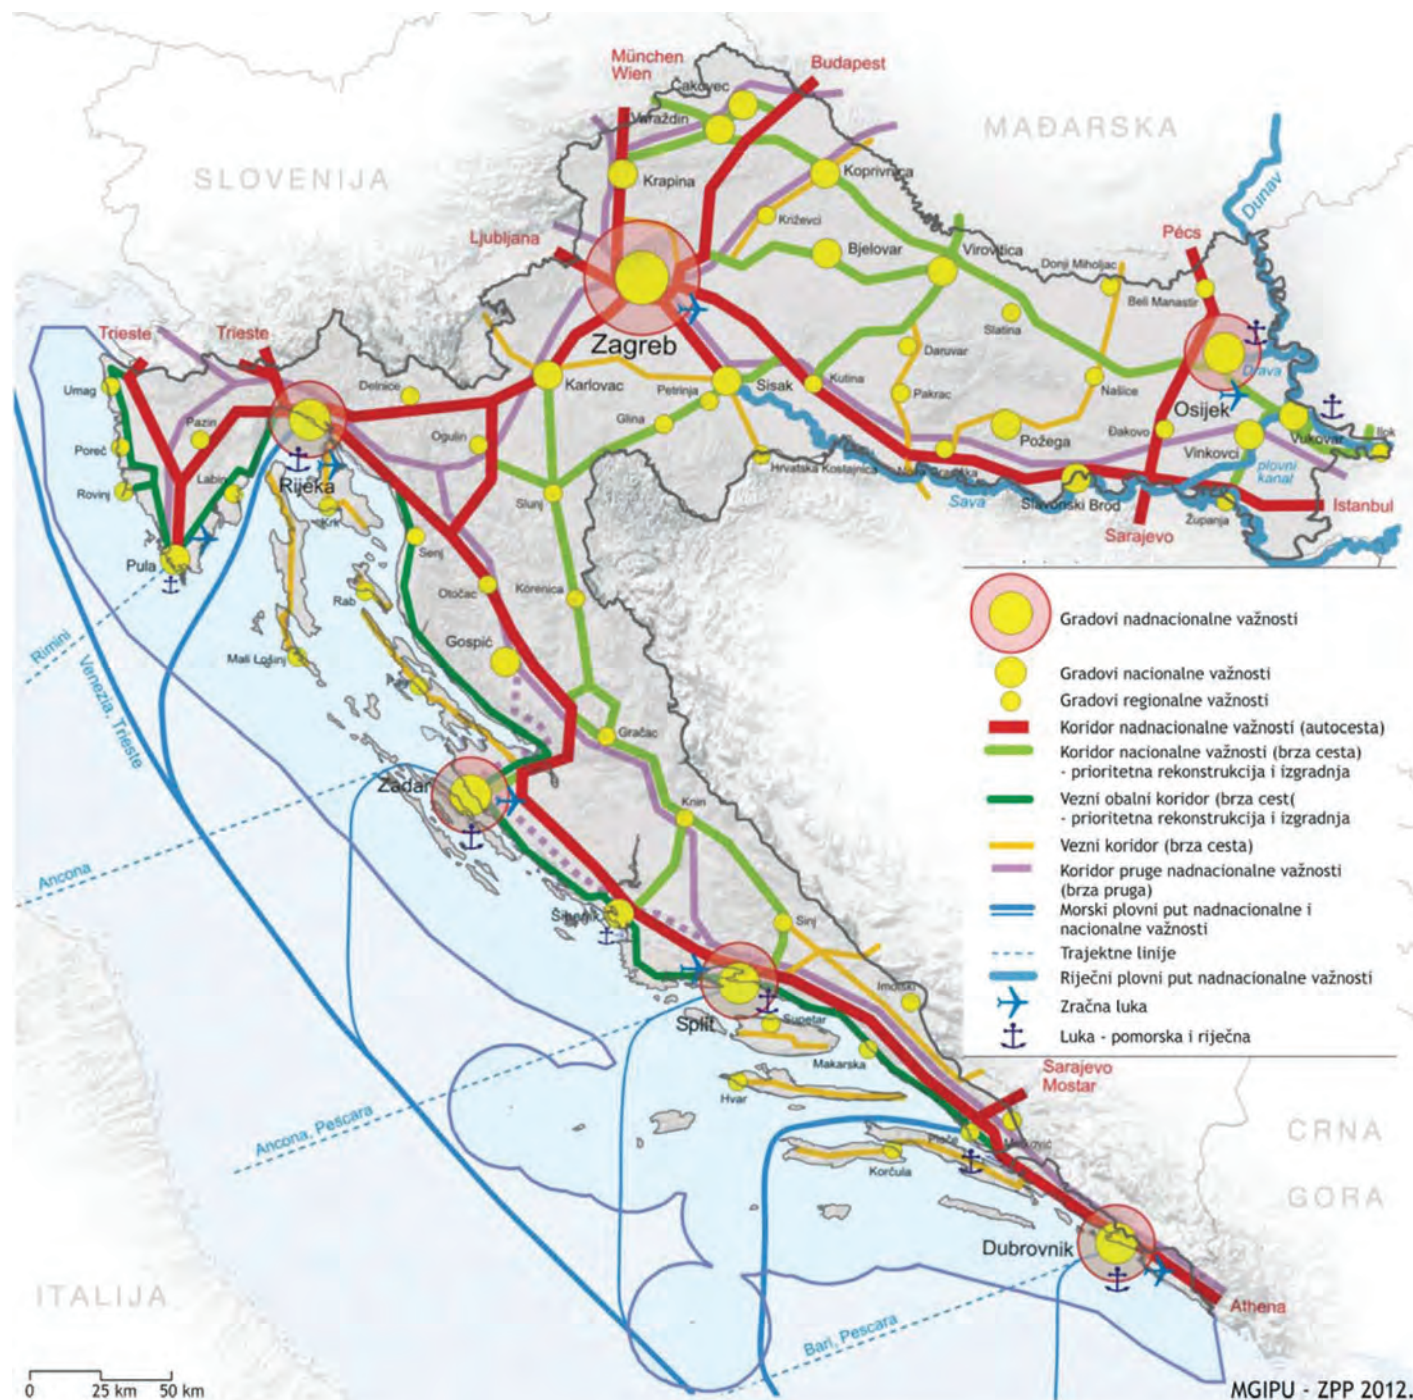 München
Wien
Budapest
Čakovec
Varaždin
MAĐARSKA
SLOVENIJA
Krapina
Koprivnica
Dunav
Križevci
Ljubljana
Bjelovar
Virovitica
Pécs
Donji Miholjac
Beli Manastir
Zagreb
Slatina
Trieste
Trieste
Daruvar
Drava
Umag
Delnice
Karlovac
Petrinja
Sisak
Kutina
Našice
Osijek
Pakrac
Pazin
Glina
Požega
Đakovo
Vukovar
Ilok
Poreč
Ogulin
Vinkovci
Hrvatska Kostajnica
Nova Gradiška
plovni
kanal
Rovinj
Labin
Rijeka
Slunj
Sava
Slavonski Brod
Županja
Istanbul
Krk
Sarajevo
Senj
Pula
Otočac
Korenica
Rab
Gospić
Rimini
Mali Lošinj
Pag
Venezia, Trieste
Gračac
Zadar
Knin
Ancona
Šibenik
Sinj
Imotski
Split
Supetar
Makarska
Sarajevo
Mostar
Hvar
Ancona, Pescara
Ploče
Metković
Korčula
CRNA
GORA
Dubrovnik
ITALIJA
Athena
Bari, Pescara
Gradovi nadnacionalne važnosti
Gradovi nacionalne važnosti
Gradovi regionalne važnosti
Koridor nadnacionalne važnosti (autocesta)
Koridor nacionalne važnosti (brza cesta)
- prioritetna rekonstrukcija i izgradnja
Vezni obalni koridor (brza cest(
- prioritetna rekonstrukcija i izgradnja
Vezni koridor (brza cesta)
Koridor pruge nadnacionalne važnosti
(brza pruga)
Morski plovni put nadnacionalne i
nacionalne važnosti
Trajektne linije
Riječni plovni put nadnacionalne važnosti
Zračna luka
Luka - pomorska i riječna
0 25 km 50 km
MGIPU - ZPP 2012.